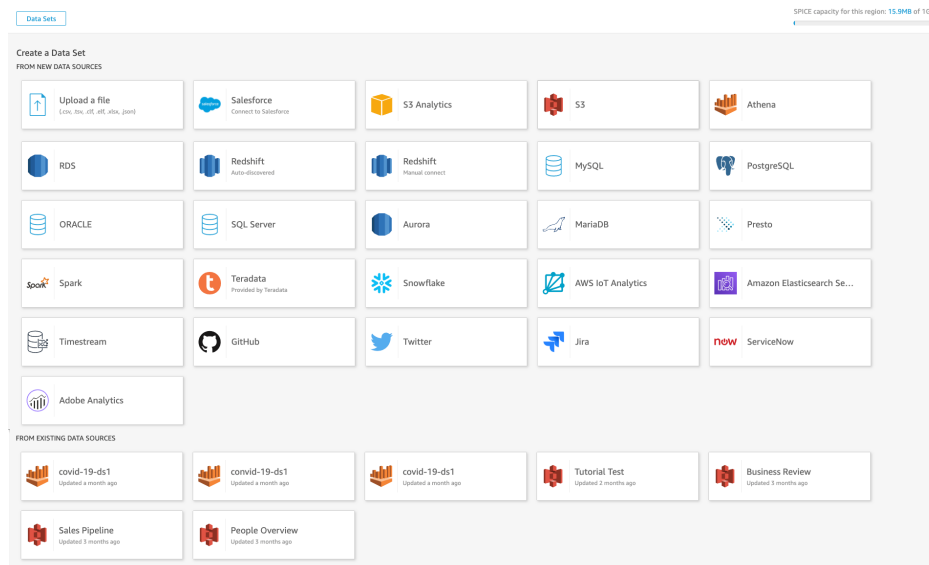 Data Sets
SPICE capacity for this region: 15.9MB of 1G
Create a Data Set
FROM NEW DATA SOURCES
Upload a file
(.csv, .tsv, .clf, .elf, .xlsx, .json)
salesforce
Salesforce
Connect to Salesforce
S3 Analytics
S3
Athena
RDS
Redshift
Auto-discovered
Redshift
Manual connect
MySQL
PostgreSQL
ORACLE
SQL Server
Aurora
MariaDB
Presto
Spark
Spark
t
Teradata
Provided by Teradata
Snowflake
AWS IoT Analytics
Amazon Elasticsearch Se...
Timestream
GitHub
Twitter
Jira
now
ServiceNow
Adobe Analytics
FROM EXISTING DATA SOURCES
covid-19-ds1
Updated a month ago
convid-19-ds1
Updated a month ago
covid-19-ds1
Updated a month ago
Tutorial Test
Updated 2 months ago
Business Review
Updated 3 months ago
Sales Pipeline
Updated 3 months ago
People Overview
Updated 3 months ago